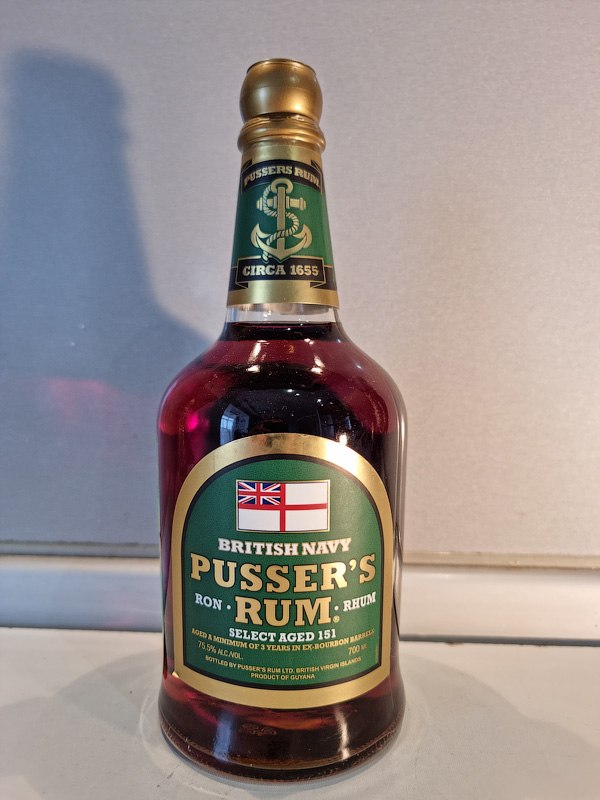 PUSSERS RUM
CIRCA 1655
BRITISH NAVY
PUSSER'S
RON · RUM® · RHUM
SELECT AGED 151
AGED A MINIMUM OF 3 YEARS IN EX-BOURBON BARRELS
75.5% ALC./VOL. 700 ml
BOTTLED BY PUSSER'S RUM LTD. BRITISH VIRGIN ISLANDS
PRODUCT OF GUYANA